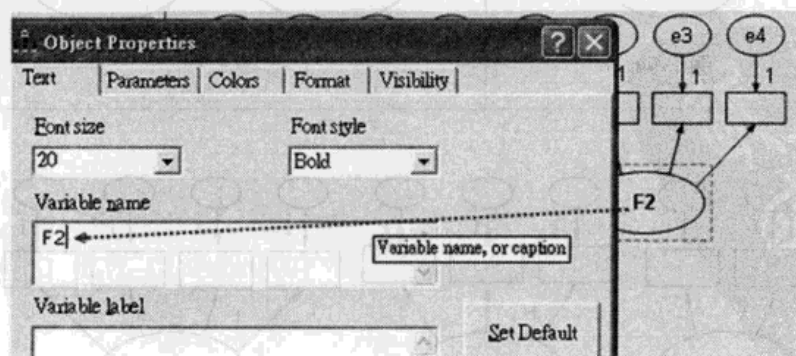 Object Properties
e3 e4
Text Parameters Colors Format Visibility
1 1 1
Font size Font style
20 Bold
Variable name
F2 F2
Variable name, or caption
Variable label
Set Default